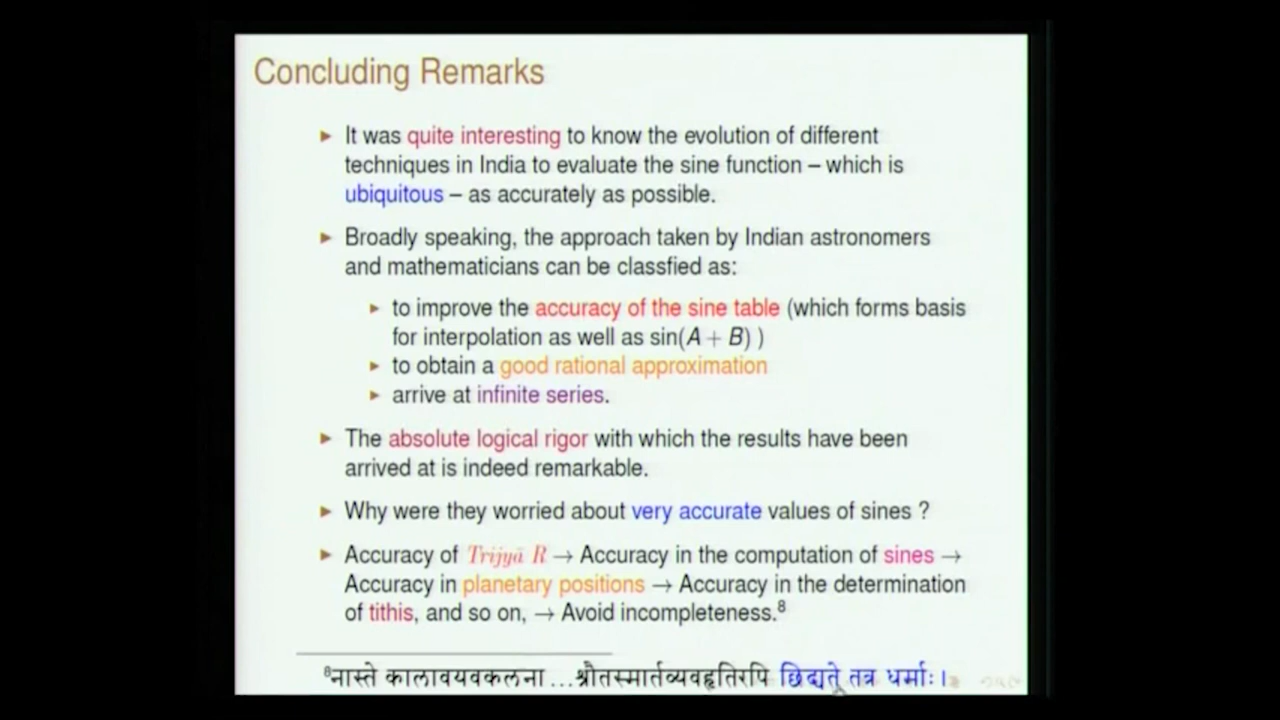 Concluding Remarks
► It was quite interesting to know the evolution of different
techniques in India to evaluate the sine function – which is
ubiquitous – as accurately as possible.
► Broadly speaking, the approach taken by Indian astronomers
and mathematicians can be classfied as:
► to improve the accuracy of the sine table (which forms basis
for interpolation as well as sin(A + B) )
► to obtain a good rational approximation
► arrive at infinite series.
► The absolute logical rigor with which the results have been
arrived at is indeed remarkable.
► Why were they worried about very accurate values of sines ?
► Accuracy of Trijyā R → Accuracy in the computation of sines →
Accuracy in planetary positions → Accuracy in the determination
of tithis, and so on, → Avoid incompleteness.⁸
⁸नास्ते कालावयवकलना ...श्रौतस्मार्तव्यवहृतिरपि छिद्यते तत्र धर्माः।